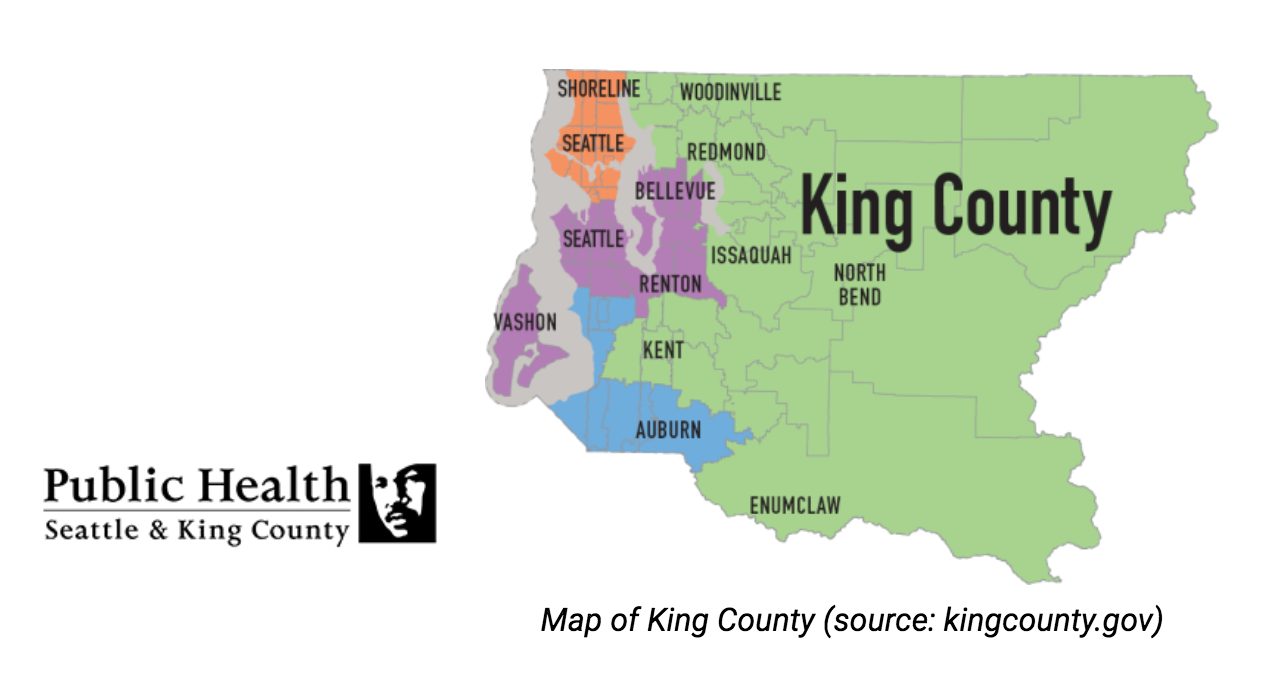 SHORELINE
WOODINVILLE
SEATTLE
REDMOND
BELLEVUE
King County
SEATTLE
ISSAQUAH
NORTH
BEND
RENTON
VASHON
KENT
AUBURN
ENUMCLAW
Public Health
Seattle & King County
Map of King County (source: kingcounty.gov)